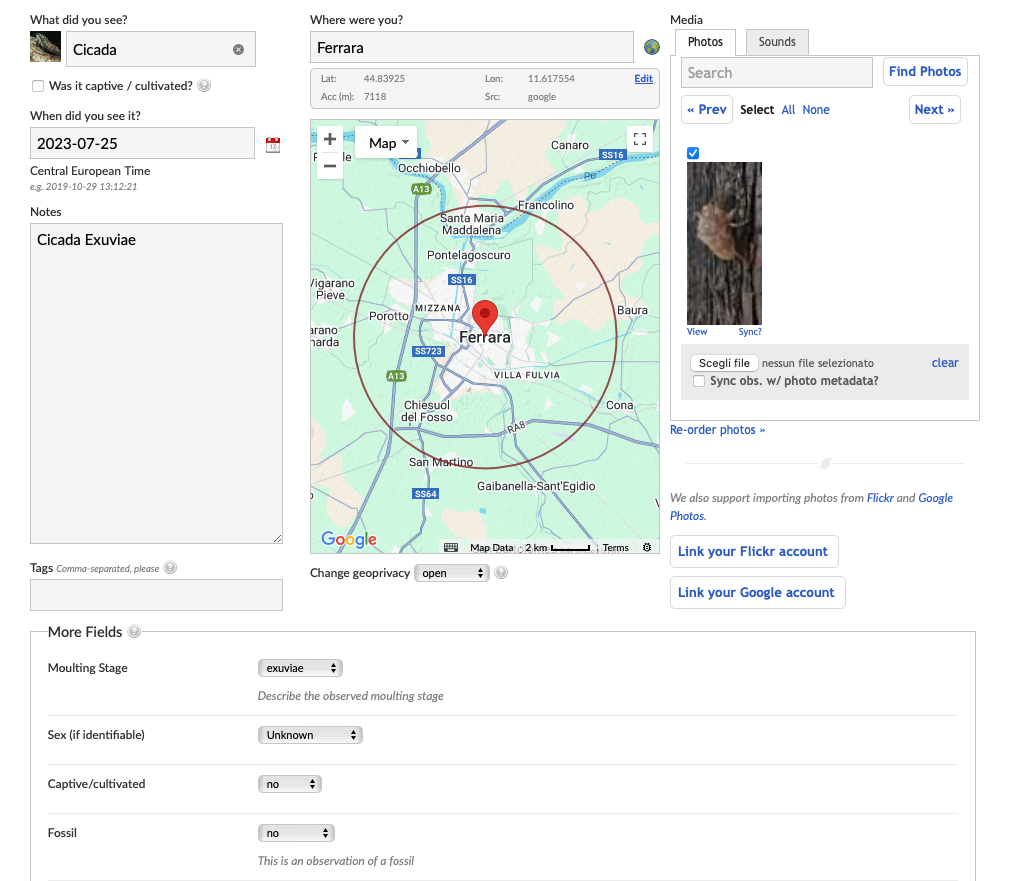 What did you see?
Cicada
Was it captive / cultivated?
When did you see it?
2023-07-25
Central European Time
e.g. 2019-10-29 13:12:21
Notes
Cicada Exuviae
Tags Comma-separated, please
Where were you?
Ferrara
Lat: 44.83925 Lon: 11.617554 Edit
Acc (m): 7118 Src: google
Map
Canaro
SS16
Occhiobello
Po
A13
Francolino
Santa Maria
Maddalena
Pontelagoscuro
SS16
Vigarano
Pieve
MIZZANA
Porotto
Baura
Ferrara
SS723
VILLA FULVIA
A13
Chiesuol
del Fosso
Cona
RA8
San Martino
Gaibanella-Sant'Egidio
SS64
Google
Map Data 2 km Terms
Change geoprivacy open
Media
Photos Sounds
Search Find Photos
« Prev Select All None Next »
View Sync?
Scegli file nessun file selezionato clear
Sync obs. w/ photo metadata?
Re-order photos »
We also support importing photos from Flickr and Google
Photos.
Link your Flickr account
Link your Google account
More Fields
Moulting Stage exuviae
Describe the observed moulting stage
Sex (if identifiable) Unknown
Captive/cultivated no
Fossil no
This is an observation of a fossil